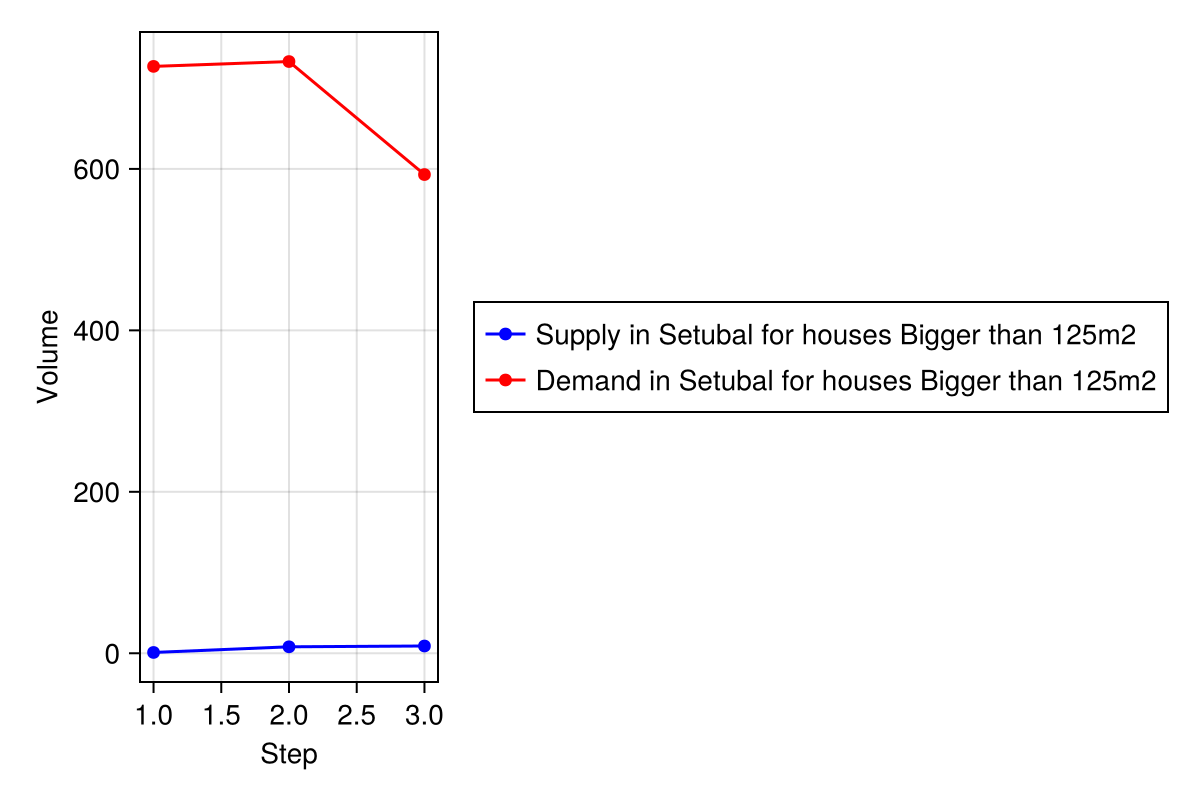 Volume
600
400
200
0
1.0 1.5 2.0 2.5 3.0
Step
Supply in Setubal for houses Bigger than 125m2
Demand in Setubal for houses Bigger than 125m2